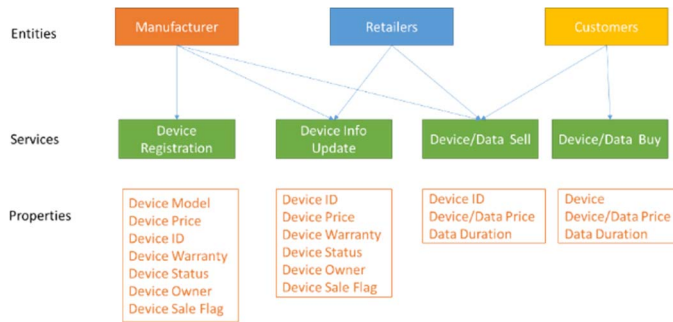 Entities
Manufacturer
Retailers
Customers
Services
Device
Registration
Device Info
Update
Device/Data Sell
Device/Data Buy
Properties
Device Model
Device Price
Device ID
Device Warranty
Device Status
Device Owner
Device Sale Flag
Device ID
Device Price
Device Warranty
Device Status
Device Owner
Device Sale Flag
Device ID
Device/Data Price
Data Duration
Device
Device/Data Price
Data Duration